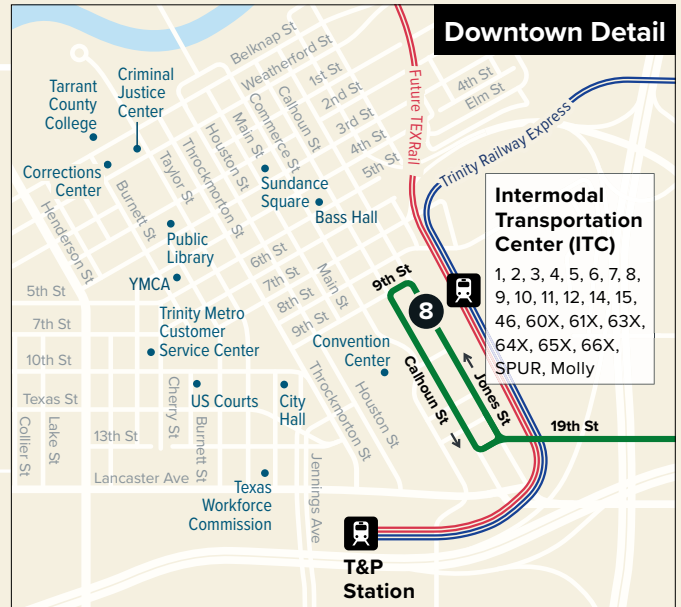 Downtown Detail
Belknap St
Weatherford St
1st St
2nd St
3rd St
4th St
5th St
4th St
Elm St
Calhoun St
Commerce St
Main St
Houston St
Throckmorton St
Taylor St
Burnett St
Henderson St
Future TEXRail
Trinity Railway Express
Criminal
Justice
Center
Tarrant
County
College
Corrections
Center
Sundance
Square
Bass Hall
Public
Library
YMCA
Trinity Metro
Customer
Service Center
Intermodal
Transportation
Center (ITC)
1, 2, 3, 4, 5, 6, 7, 8,
9, 10, 11, 12, 14, 15,
46, 60X, 61X, 63X,
64X, 65X, 66X,
SPUR, Molly
6th St
7th St
8th St
9th St
Main St
Houston St
Throckmorton St
5th St
7th St
10th St
Texas St
13th St
Lancaster Ave
Collier St
Lake St
Cherry St
Burnett St
Jennings Ave
9th St
8
Calhoun St
Jones St
19th St
Convention
Center
US Courts
City
Hall
Texas
Workforce
Commission
T&P
Station